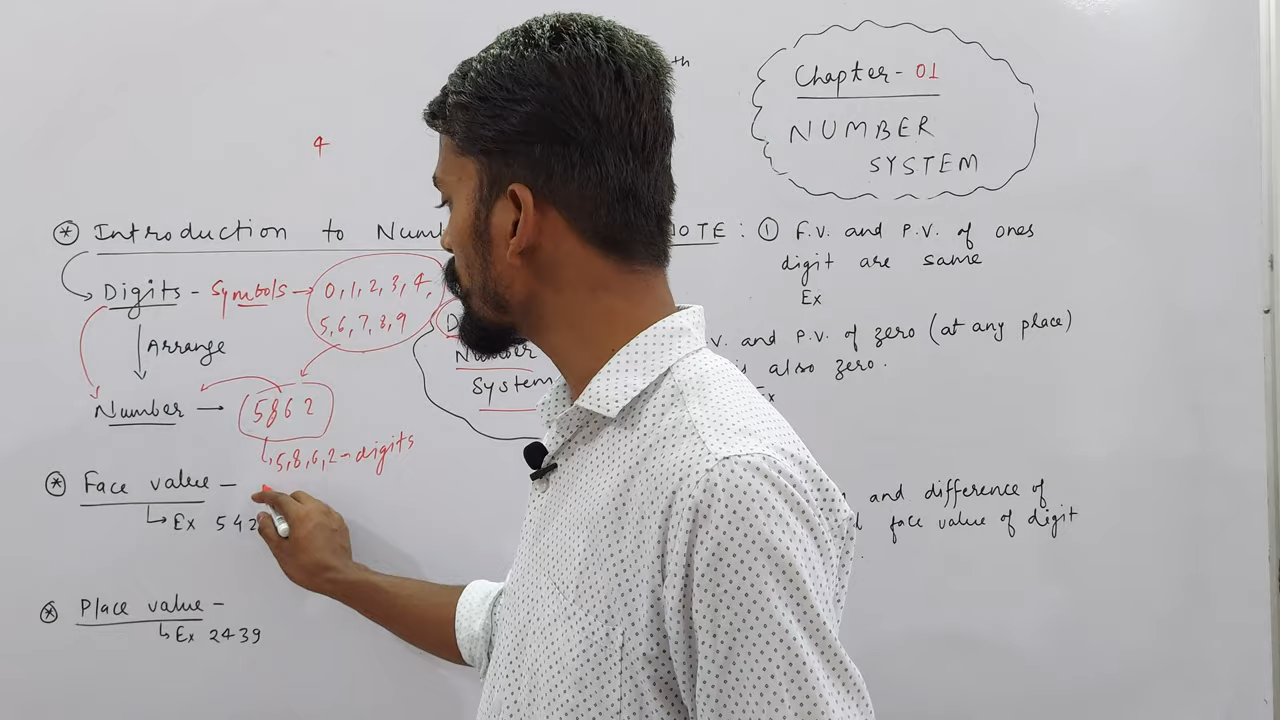 th
Chapter- 01
NUMBER
SYSTEM
4
* Introduction to Num
Digits - Symbols → 0, 1, 2, 3, 4,
5, 6, 7, 8, 9
↓ Arrange
Number → 5862
5, 8, 6, 2 - digits
* Face value -
Ex 542
* Place value -
Ex 2439
Number
System
NOTE : ① F.V. and P.V. of ones
digit are same
Ex
and P.V. of zero (at any place)
also zero.
and difference of
face value of digit